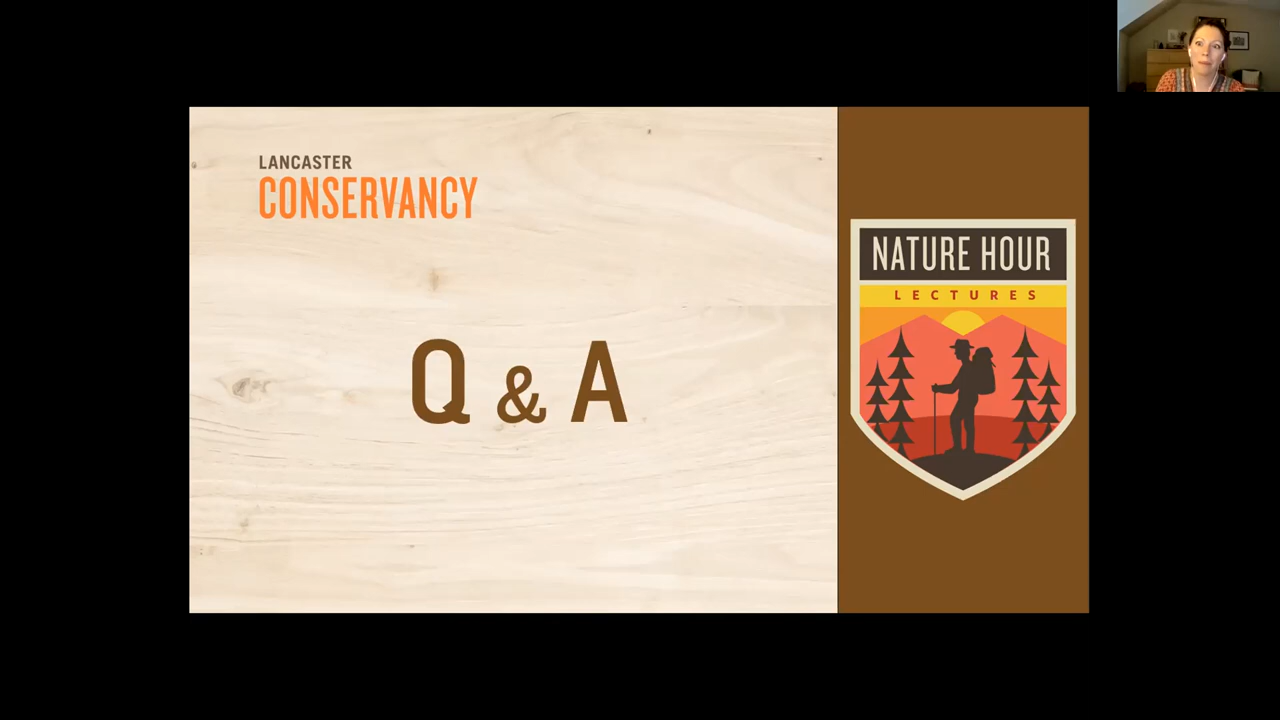 LANCASTER
CONSERVANCY
Q & A
NATURE HOUR
LECTURES